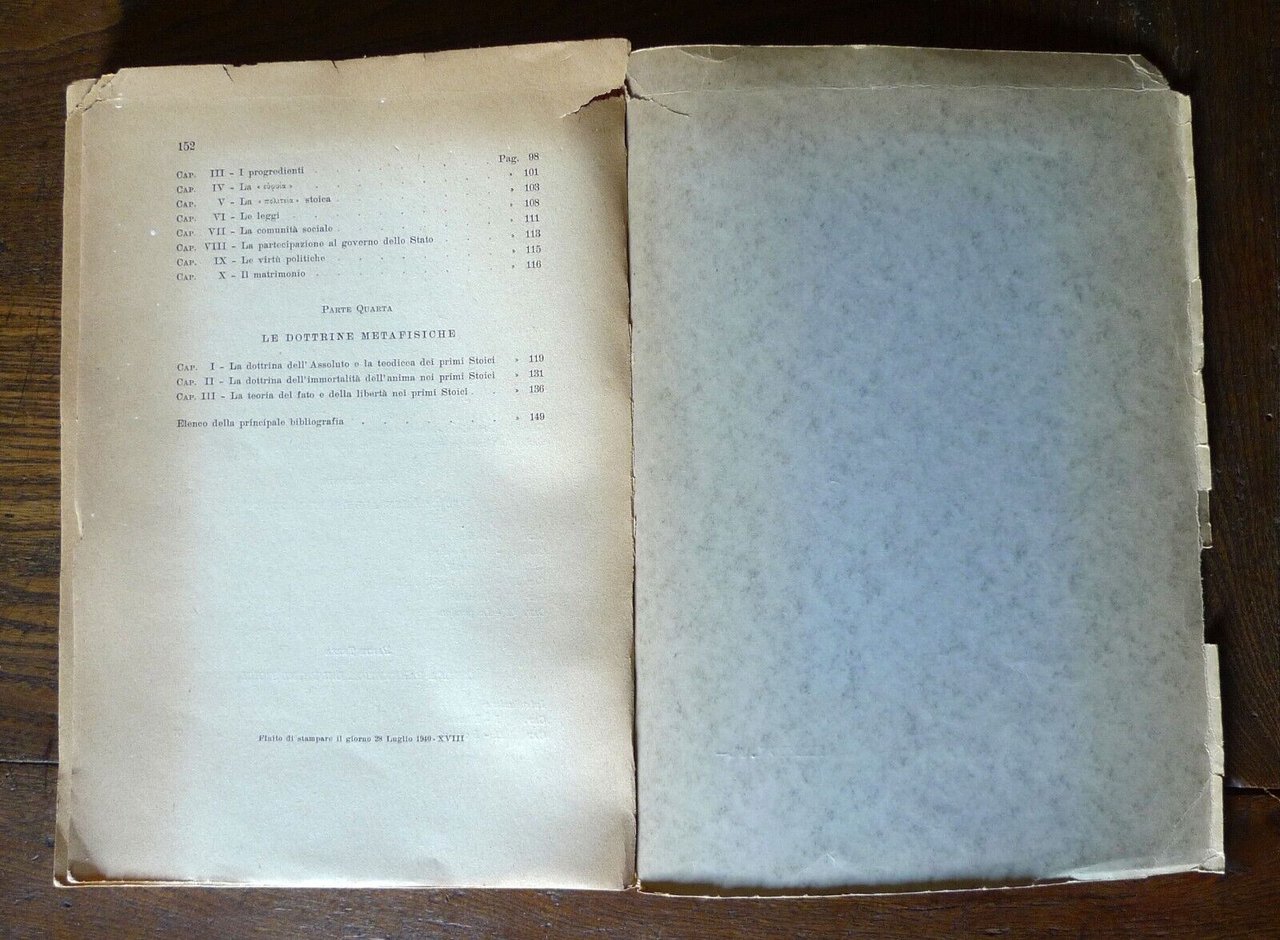 152
Pag. 98
CAP. III - I progredienti . . . . . . . » 101
CAP. IV - La « εὐφυία » . . . . . . . » 103
CAP. V - La « πολιτεία » stoica . . . . . . . » 108
CAP. VI - Le leggi . . . . . . . » 111
CAP. VII - La comunità sociale . . . . . . . » 113
CAP. VIII - La partecipazione al governo dello Stato . . . » 115
CAP. IX - Le virtù politiche . . . . . . . » 116
CAP. X - Il matrimonio . . . . . . .
PARTE QUARTA
LE DOTTRINE METAFISICHE
CAP. I - La dottrina dell'Assoluto e la teodicea dei primi Stoici » 119
CAP. II - La dottrina dell'immortalità dell'anima nei primi Stoici » 131
CAP. III - La teoria del fato e della libertà nei primi Stoici . . » 136
Elenco della principale bibliografia . . . . . . . » 149
Finito di stampare il giorno 28 Luglio 1940 - XVIII